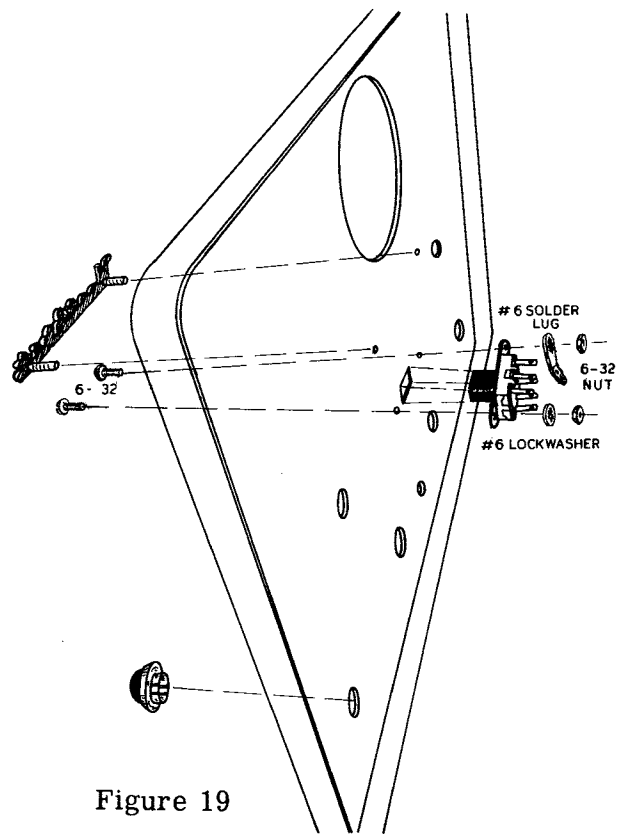 #6 SOLDER
LUG
6-32
NUT
6-32
#6 LOCKWASHER
Figure 19